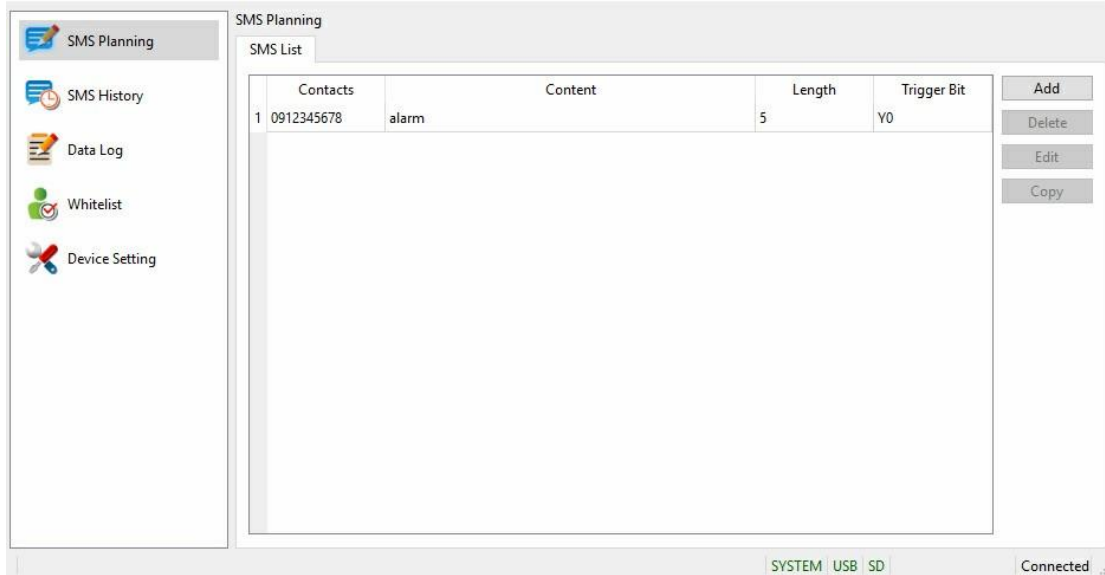 SMS Planning
SMS History
Data Log
Whitelist
Device Setting
SMS Planning
SMS List
Contacts Content Length Trigger Bit
1 0912345678 alarm 5 Y0
Add
Delete
Edit
Copy
SYSTEM USB SD Connected